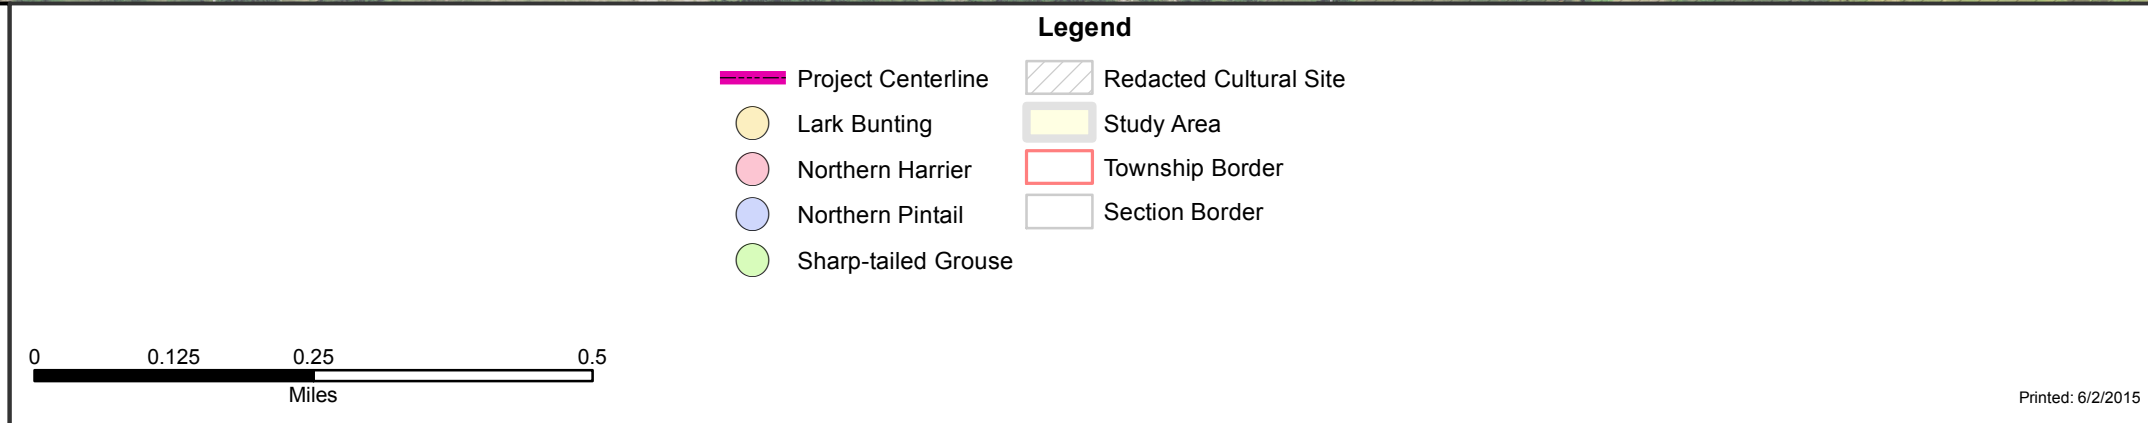 Legend
Project Centerline
Lark Bunting
Northern Harrier
Northern Pintail
Sharp-tailed Grouse
Redacted Cultural Site
Study Area
Township Border
Section Border
0 0.125 0.25 0.5
Miles
Printed: 6/2/2015